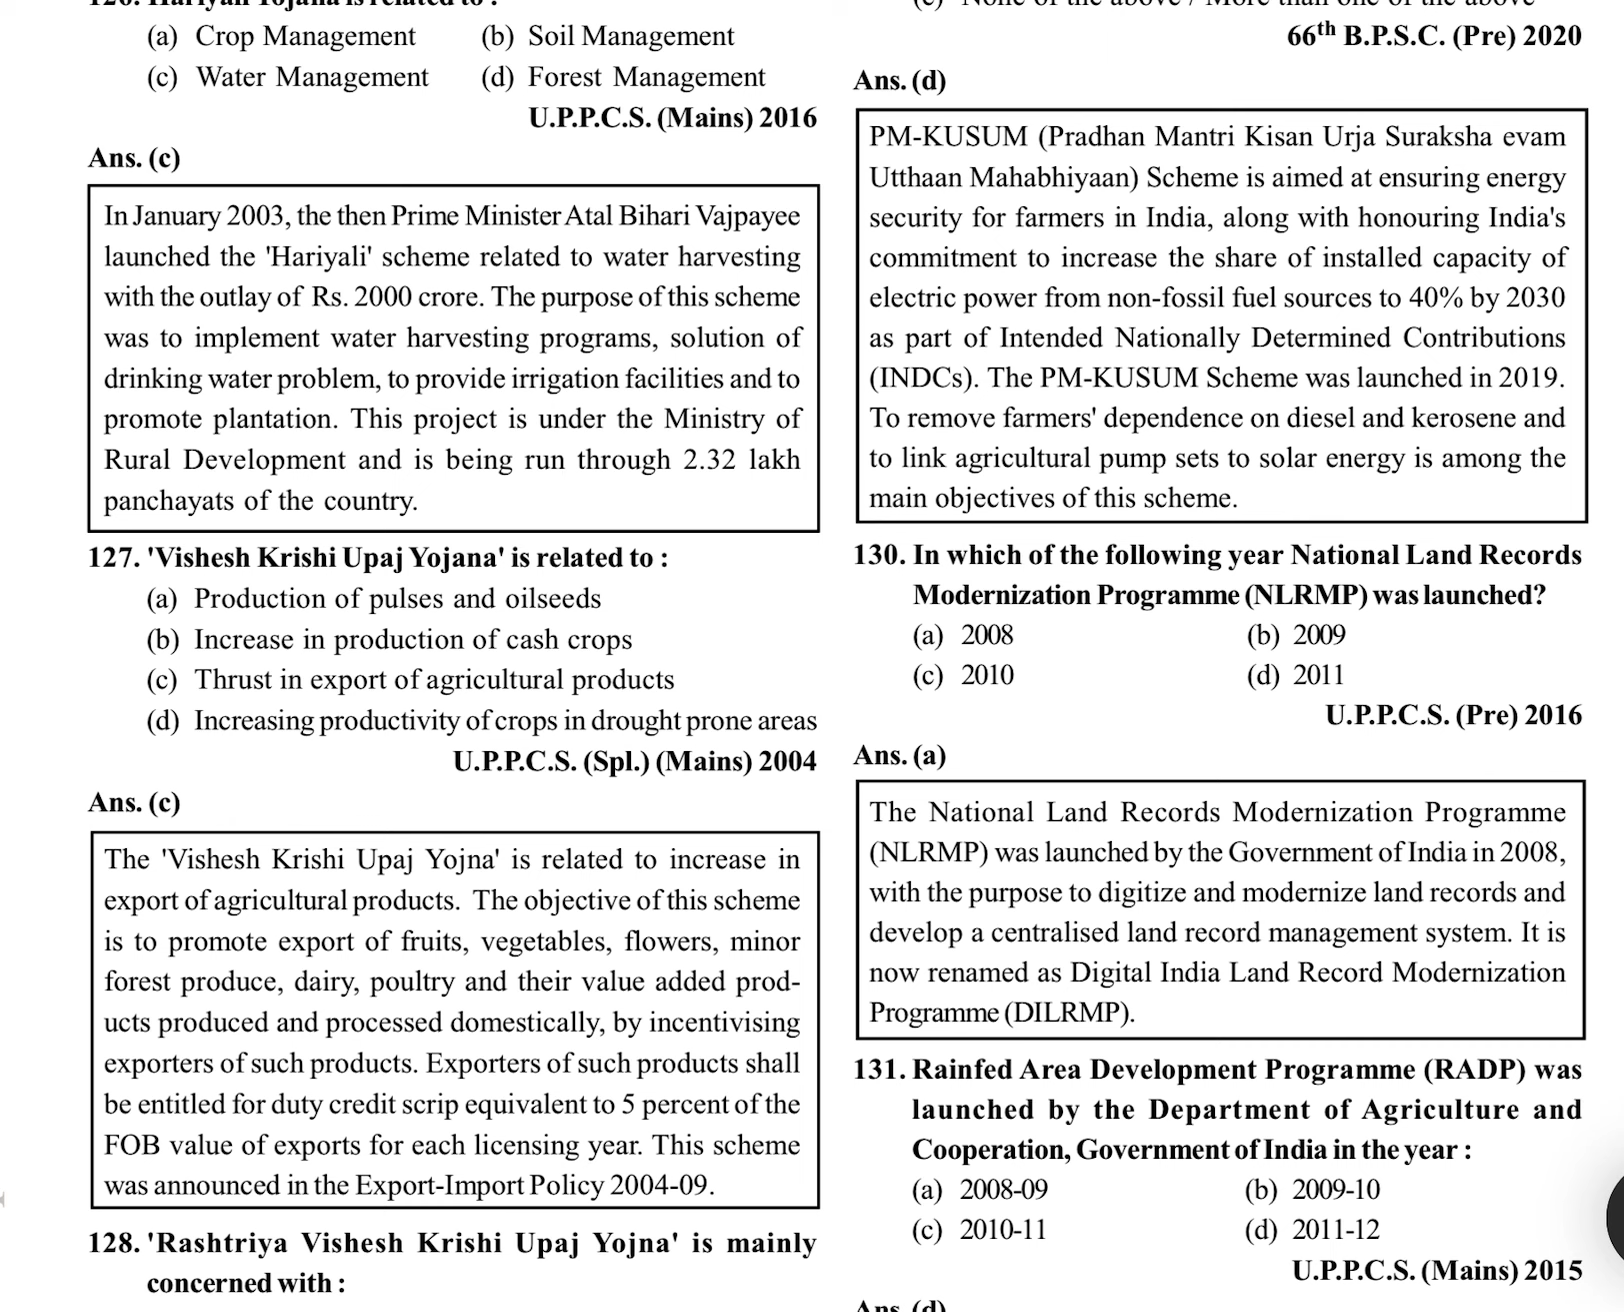 126. Hariyali Yojana is related to :
(a) Crop Management (b) Soil Management
(c) Water Management (d) Forest Management
U.P.P.C.S. (Mains) 2016
Ans. (c)
In January 2003, the then Prime Minister Atal Bihari Vajpayee
launched the 'Hariyali' scheme related to water harvesting
with the outlay of Rs. 2000 crore. The purpose of this scheme
was to implement water harvesting programs, solution of
drinking water problem, to provide irrigation facilities and to
promote plantation. This project is under the Ministry of
Rural Development and is being run through 2.32 lakh
panchayats of the country.
127. 'Vishesh Krishi Upaj Yojana' is related to :
(a) Production of pulses and oilseeds
(b) Increase in production of cash crops
(c) Thrust in export of agricultural products
(d) Increasing productivity of crops in drought prone areas
U.P.P.C.S. (Spl.) (Mains) 2004
Ans. (c)
The 'Vishesh Krishi Upaj Yojna' is related to increase in
export of agricultural products. The objective of this scheme
is to promote export of fruits, vegetables, flowers, minor
forest produce, dairy, poultry and their value added prod-
ucts produced and processed domestically, by incentivising
exporters of such products. Exporters of such products shall
be entitled for duty credit scrip equivalent to 5 percent of the
FOB value of exports for each licensing year. This scheme
was announced in the Export-Import Policy 2004-09.
128. 'Rashtriya Vishesh Krishi Upaj Yojna' is mainly
concerned with :
(e) None of the above / More than one of the above
66th B.P.S.C. (Pre) 2020
Ans. (d)
PM-KUSUM (Pradhan Mantri Kisan Urja Suraksha evam
Utthaan Mahabhiyaan) Scheme is aimed at ensuring energy
security for farmers in India, along with honouring India's
commitment to increase the share of installed capacity of
electric power from non-fossil fuel sources to 40% by 2030
as part of Intended Nationally Determined Contributions
(INDCs). The PM-KUSUM Scheme was launched in 2019.
To remove farmers' dependence on diesel and kerosene and
to link agricultural pump sets to solar energy is among the
main objectives of this scheme.
130. In which of the following year National Land Records
Modernization Programme (NLRMP) was launched?
(a) 2008 (b) 2009
(c) 2010 (d) 2011
U.P.P.C.S. (Pre) 2016
Ans. (a)
The National Land Records Modernization Programme
(NLRMP) was launched by the Government of India in 2008,
with the purpose to digitize and modernize land records and
develop a centralised land record management system. It is
now renamed as Digital India Land Record Modernization
Programme (DILRMP).
131. Rainfed Area Development Programme (RADP) was
launched by the Department of Agriculture and
Cooperation, Government of India in the year :
(a) 2008-09 (b) 2009-10
(c) 2010-11 (d) 2011-12
U.P.P.C.S. (Mains) 2015
Ans. (d)